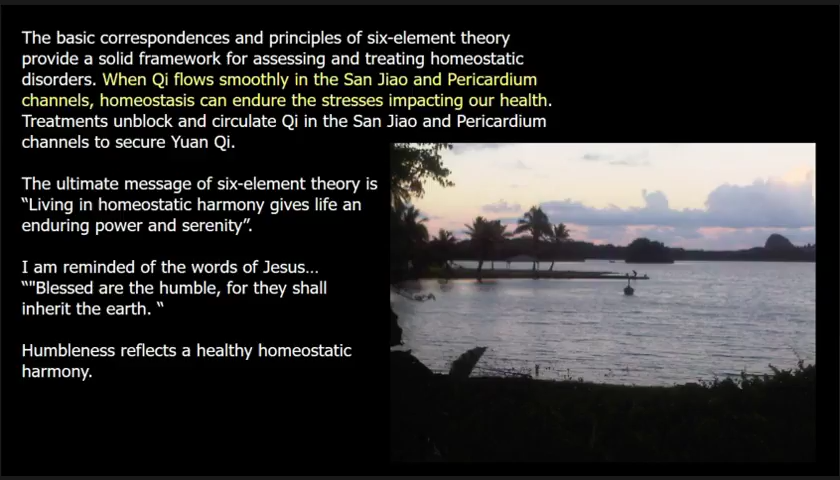 The basic correspondences and principles of six-element theory
provide a solid framework for assessing and treating homeostatic
disorders. When Qi flows smoothly in the San Jiao and Pericardium
channels, homeostasis can endure the stresses impacting our health.
Treatments unblock and circulate Qi in the San Jiao and Pericardium
channels to secure Yuan Qi.
The ultimate message of six-element theory is
“Living in homeostatic harmony gives life an
enduring power and serenity”.
I am reminded of the words of Jesus…
“"Blessed are the humble, for they shall
inherit the earth. “
Humbleness reflects a healthy homeostatic
harmony.